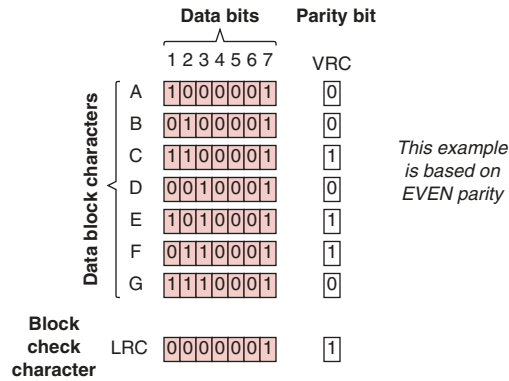 Data bits Parity bit
1 2 3 4 5 6 7 VRC
A 1 0 0 0 0 0 1 0
B 0 1 0 0 0 0 1 0
C 1 1 0 0 0 0 1 1
D 0 0 1 0 0 0 1 0
E 1 0 1 0 0 0 1 1
F 0 1 1 0 0 0 1 1
G 1 1 1 0 0 0 1 0
Data block characters
This example
is based on
EVEN parity
Block
check
character
LRC 0 0 0 0 0 0 1 1